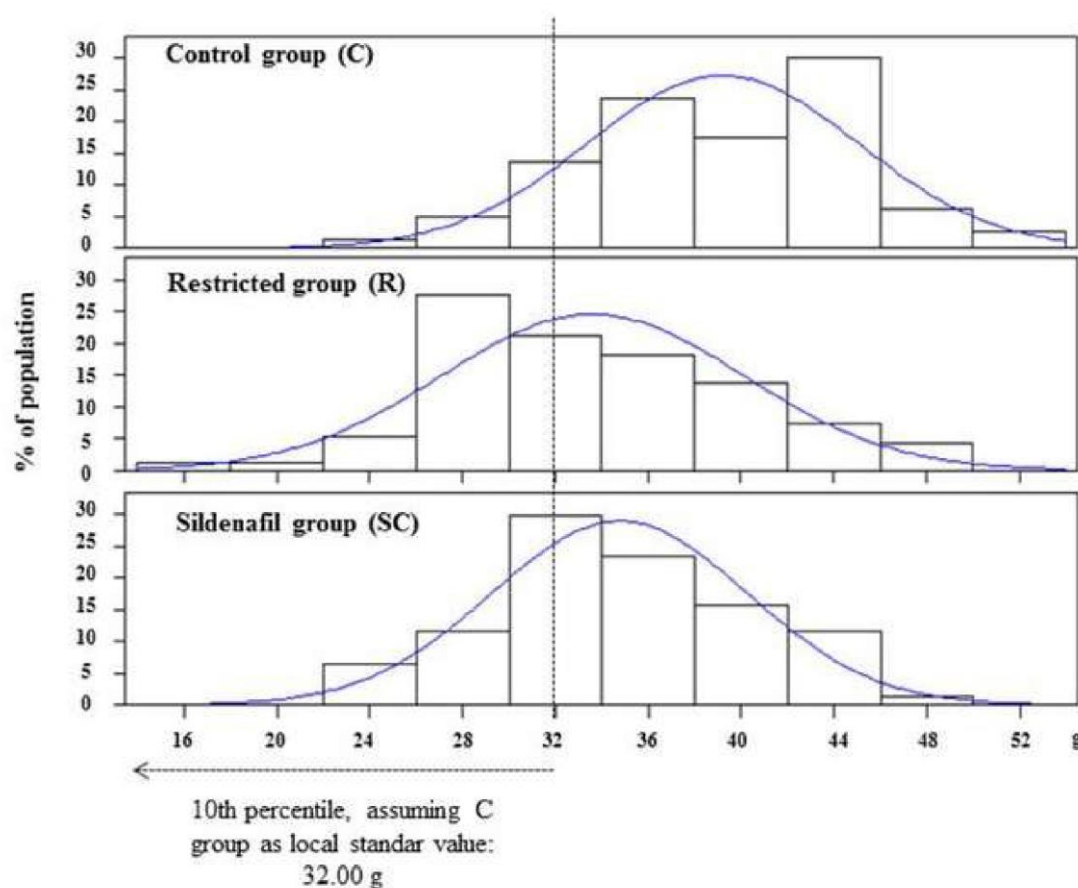 % of population
Control group (C)
30
25
20
15
10
5
0
Restricted group (R)
30
25
20
15
10
5
0
Sildenafil group (SC)
30
25
20
15
10
5
0
16 20 24 28 32 36 40 44 48 52 g
10th percentile, assuming C
group as local standar value:
32.00 g